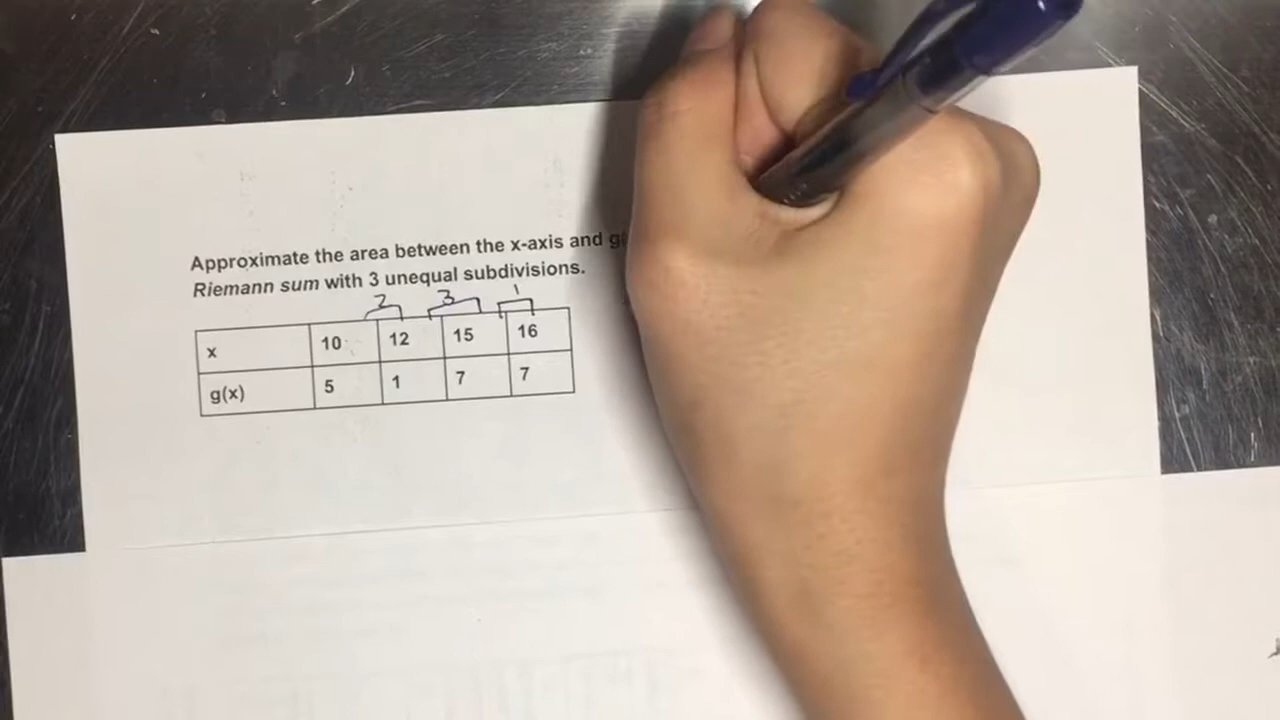 Approximate the area between the x-axis and
Riemann sum with 3 unequal subdivisions.
2 3 1
x 10 12 15 16
g(x) 5 1 7 7